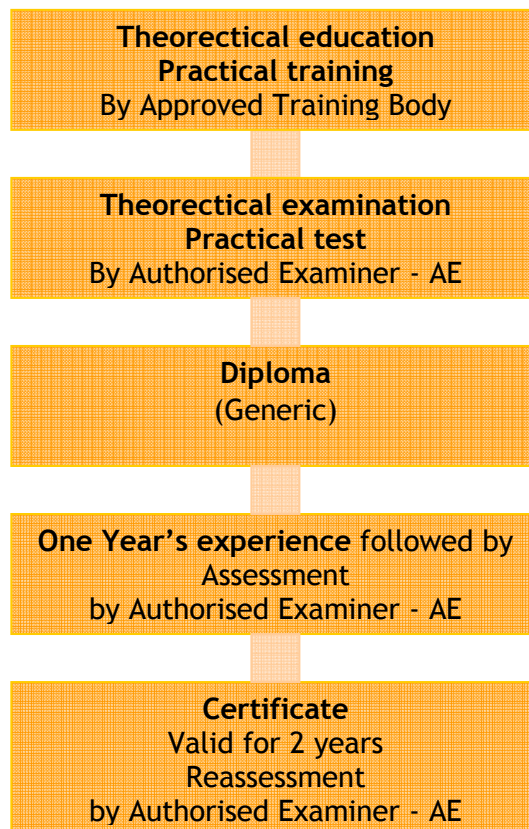 Theorectical education
Practical training
By Approved Training Body
Theorectical examination
Practical test
By Authorised Examiner - AE
Diploma
(Generic)
One Year’s experience followed by
Assessment
by Authorised Examiner - AE
Certificate
Valid for 2 years
Reassessment
by Authorised Examiner - AE